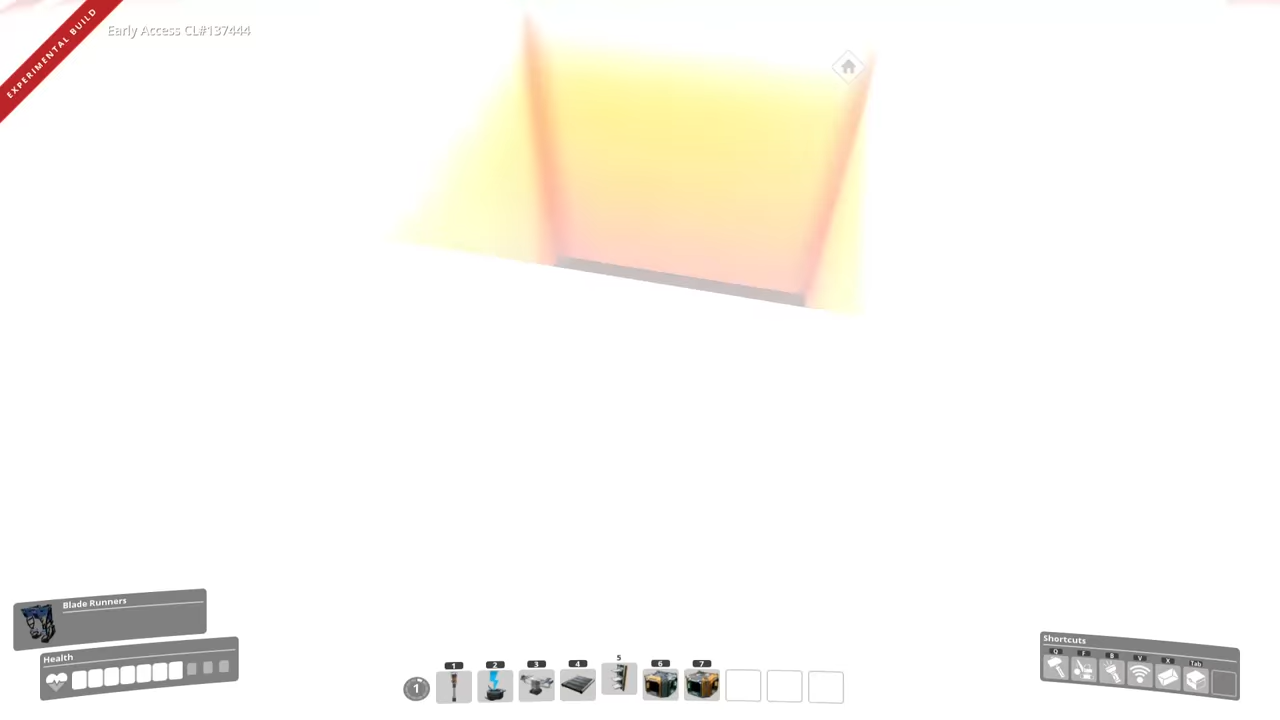 EXPERIMENTAL BUILD
Early Access CL#137444
Blade Runners
Health
1
1
2
3
4
5
6
7
Shortcuts
Q
F
B
V
X
Tab